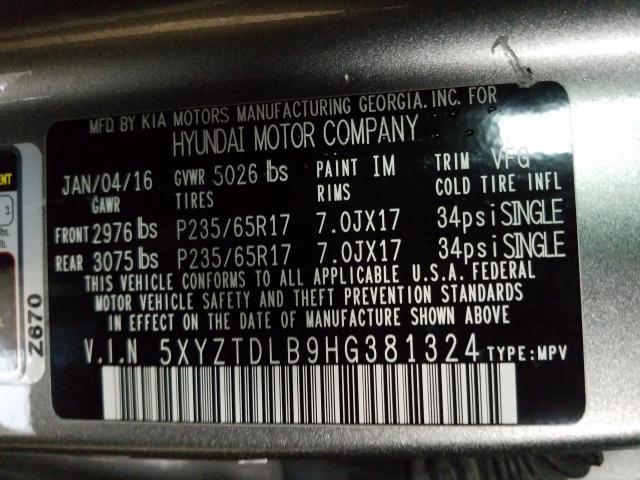 MFD. BY KIA MOTORS MANUFACTURING GEORGIA. INC. FOR
HYUNDAI MOTOR COMPANY
JAN/04/16 GVWR 5026 lbs PAINT IM TRIM VFG
GAWR TIRES RIMS COLD TIRE INFL
FRONT 2976 lbs P235/65R17 7.0JX17 34psi SINGLE
REAR 3075 lbs P235/65R17 7.0JX17 34psi SINGLE
THIS VEHICLE CONFORMS TO ALL APPLICABLE U.S.A. FEDERAL
MOTOR VEHICLE SAFETY AND THEFT PREVENTION STANDARDS
IN EFFECT ON THE DATE OF MANUFACTURE SHOWN ABOVE
V.I.N 5XYZTDLB9HG381324 TYPE:MPV
Z670
3